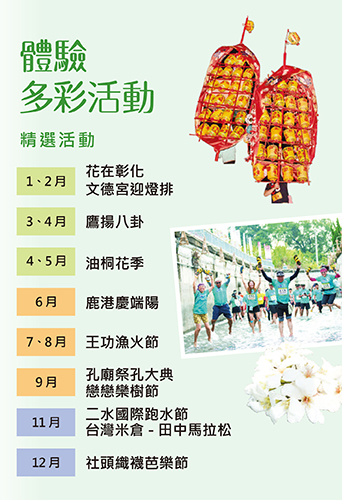 體驗
多彩活動
精選活動
1、2月
花在彰化
文德宮迎燈排
3、4月
鷹揚八卦
4、5月
油桐花季
6月
鹿港慶端陽
7、8月
王功漁火節
9月
孔廟祭孔大典
戀戀欒樹節
11月
二水國際跑水節
台灣米倉－田中馬拉松
12月
社頭織襪芭樂節